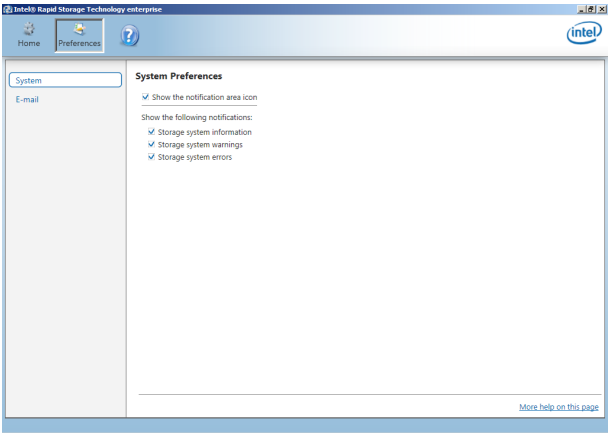 Intel® Rapid Storage Technology enterprise
Home
Preferences
?
intel
System
E-mail
System Preferences
Show the notification area icon
Show the following notifications:
Storage system information
Storage system warnings
Storage system errors
More help on this page